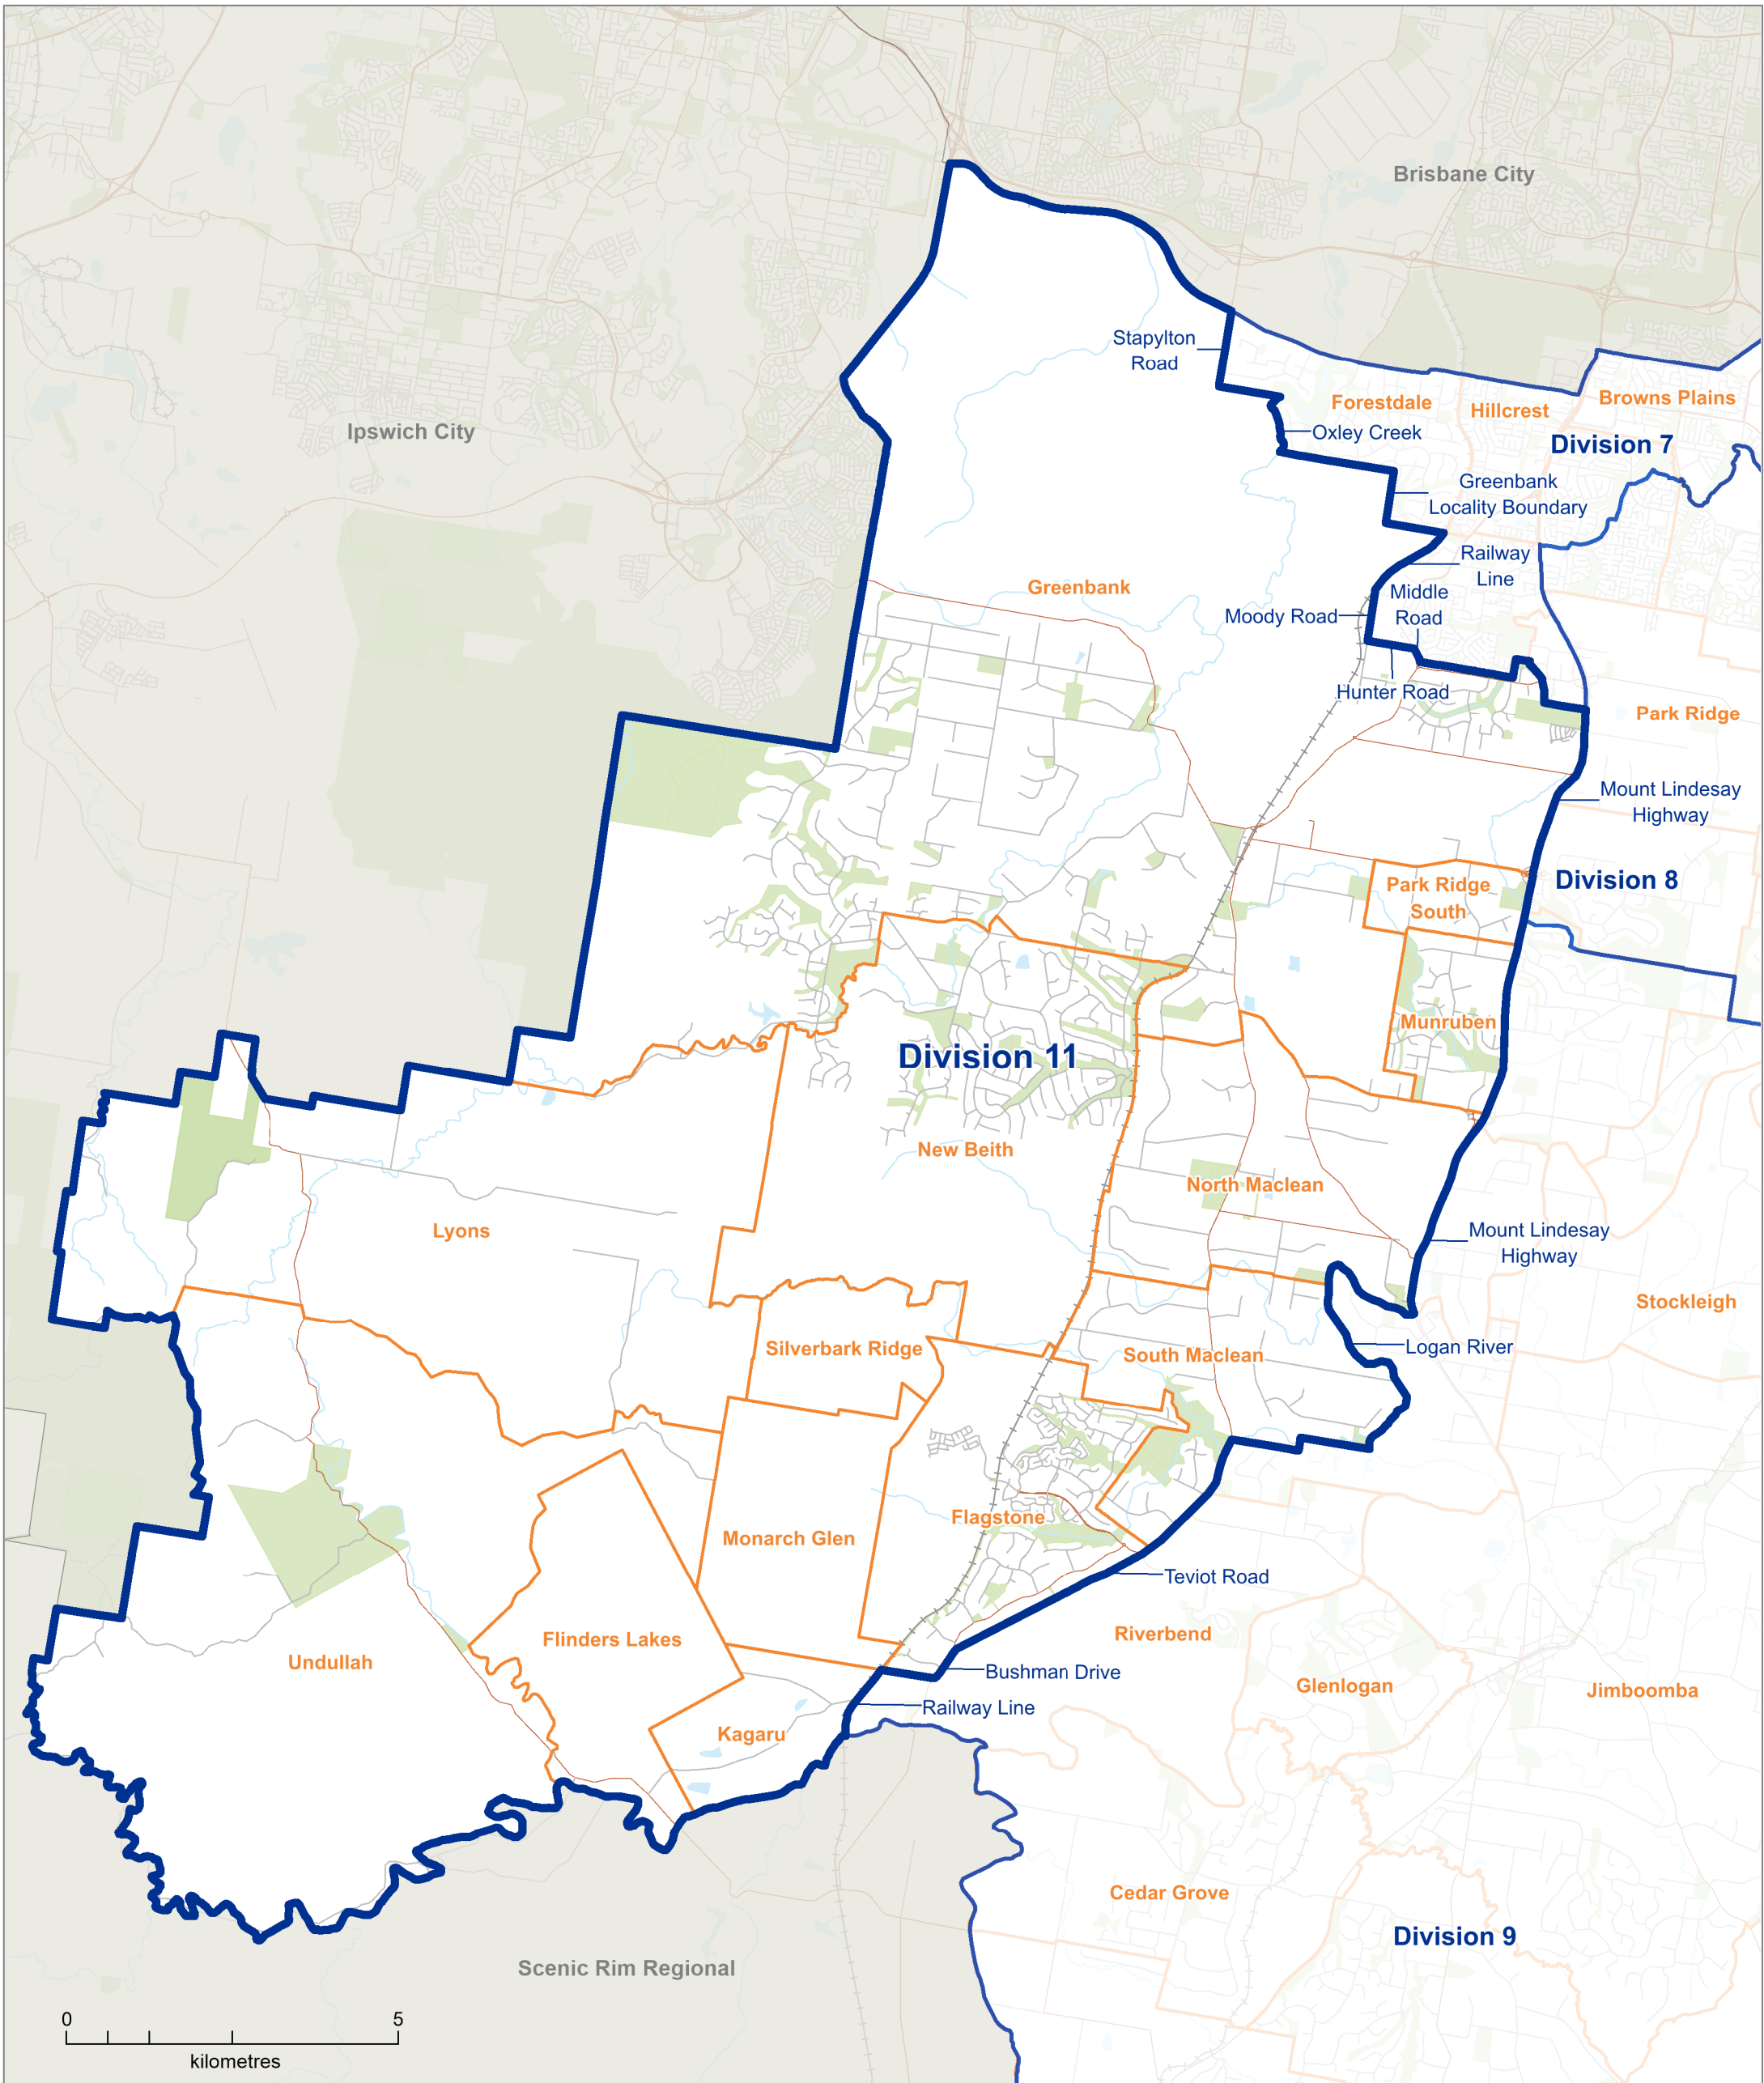 Brisbane City
Stapylton
Road
Forestdale
Hillcrest
Browns Plains
Ipswich City
Oxley Creek
Division 7
Greenbank
Locality Boundary
Railway
Line
Greenbank
Middle
Road
Moody Road
Hunter Road
Park Ridge
Mount Lindesay
Highway
Park Ridge
South
Division 8
Munruben
Division 11
New Beith
North Maclean
Lyons
Mount Lindesay
Highway
Stockleigh
Silverbark Ridge
South Maclean
Logan River
Flagstone
Monarch Glen
Teviot Road
Riverbend
Flinders Lakes
Undullah
Bushman Drive
Glenlogan
Jimboomba
Railway Line
Kagaru
Cedar Grove
Division 9
Scenic Rim Regional
0 5
kilometres